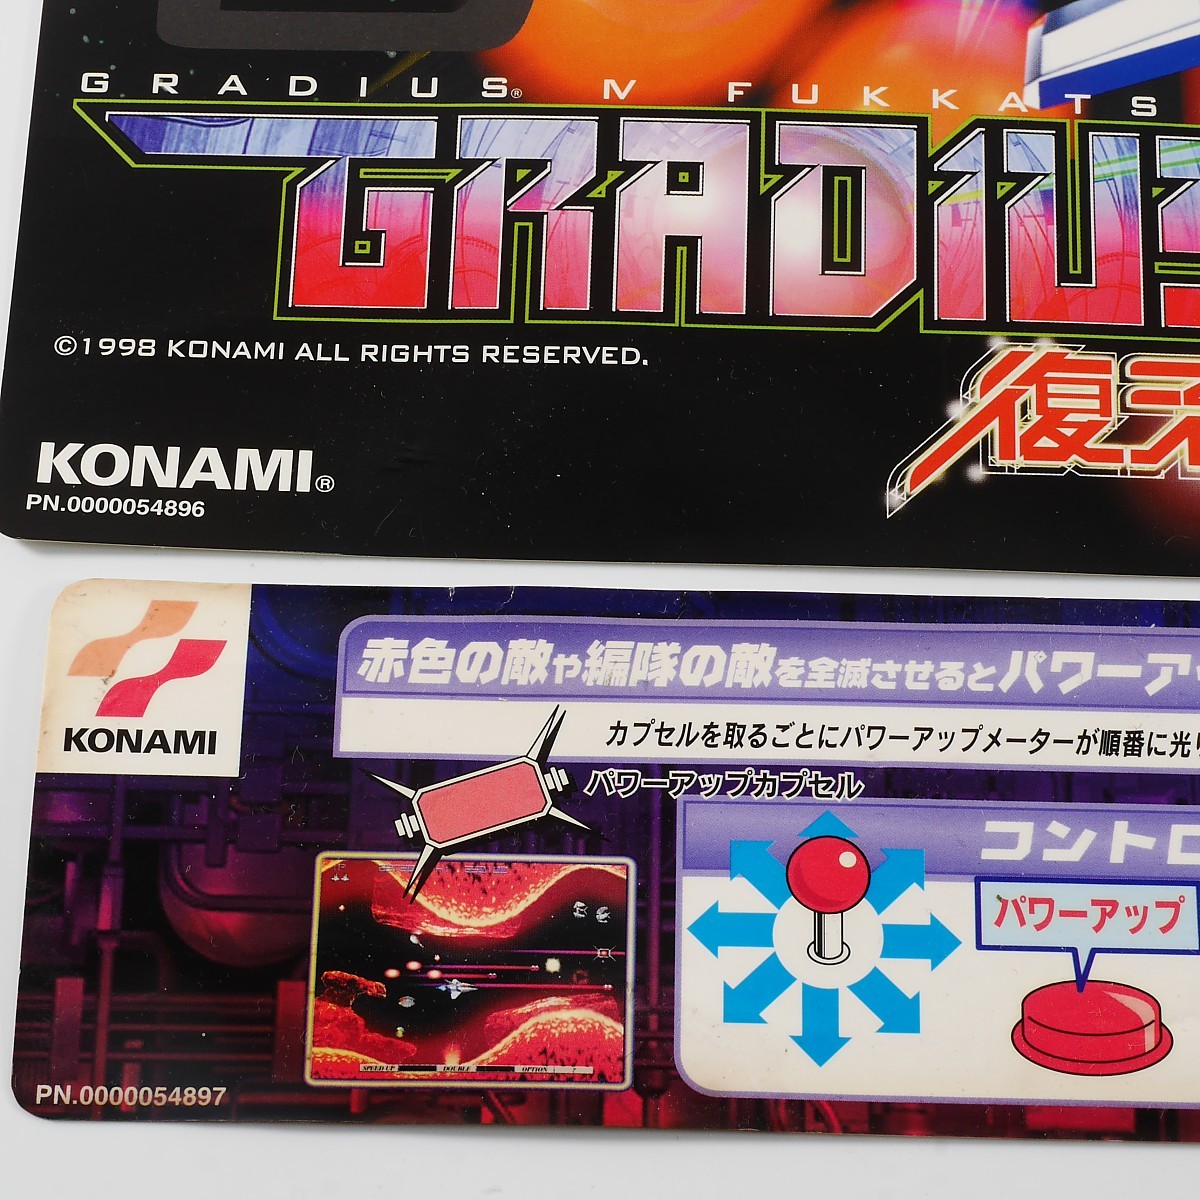 GRADIUS® IV FUKKATS
GRADIUS
©1998 KONAMI ALL RIGHTS RESERVED.
復
KONAMI®
PN.0000054896
KONAMI
赤色の敵や編隊の敵を全滅させるとパワーア
カプセルを取るごとにパワーアップメーターが順番に光
パワーアップカプセル
コントロ
パワーアップ
SPEED UP DOUBLE OPTION ?
PN.0000054897